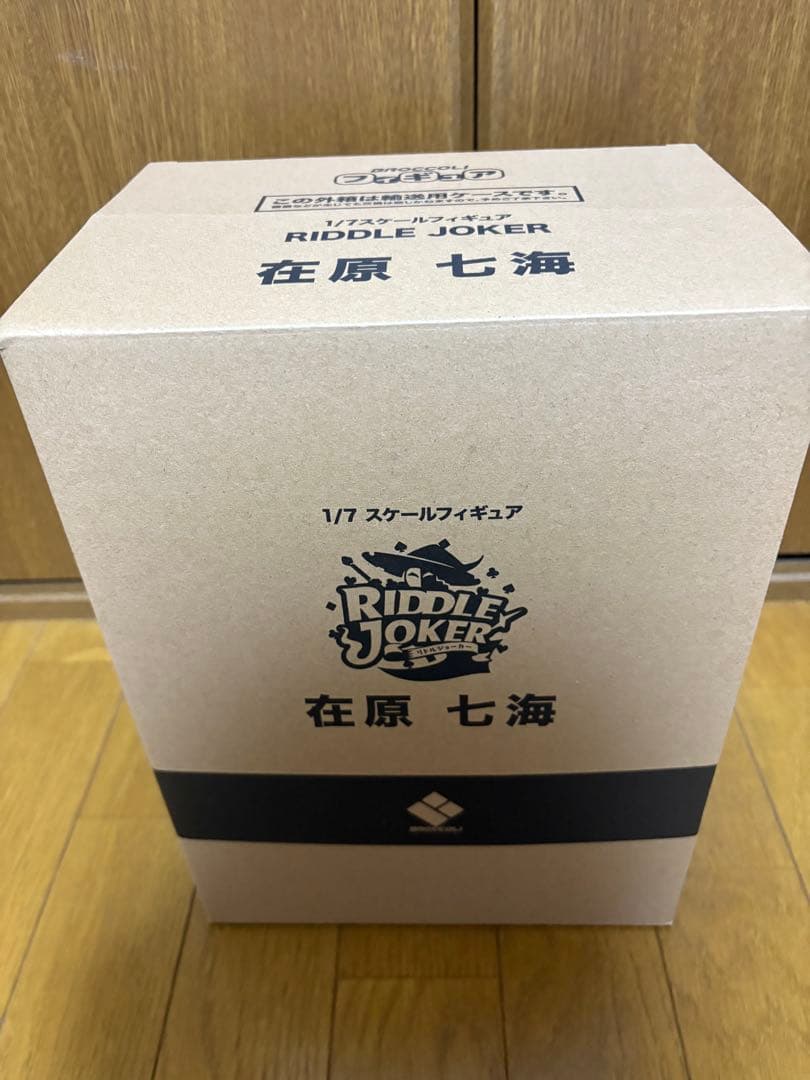 BROCCOLI
フィギュア
この外箱は輸送用ケースです。
1/7スケールフィギュア
RIDDLE JOKER
在原 七海
1/7 スケールフィギュア
RIDDLE
JOKER
リドルジョーカー
在原 七海
BROCCOLI